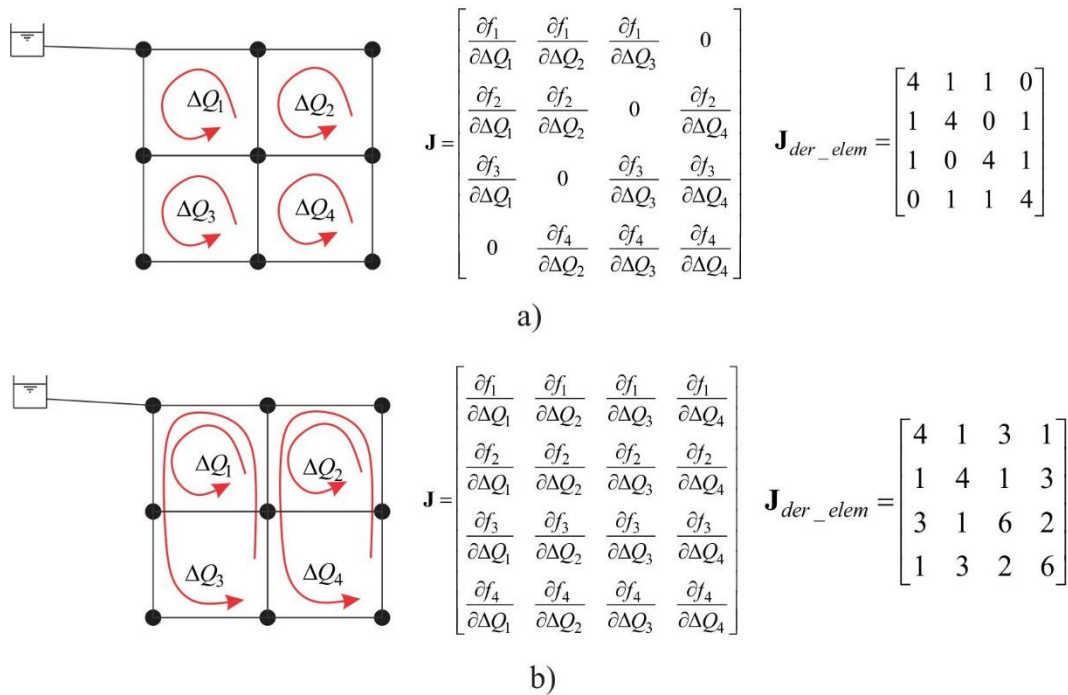 ΔQ₁ ΔQ₂
ΔQ₃ ΔQ₄
J = [ ∂f₁/∂ΔQ₁ ∂f₁/∂ΔQ₂ ∂f₁/∂ΔQ₃ 0
∂f₂/∂ΔQ₁ ∂f₂/∂ΔQ₂ 0 ∂f₂/∂ΔQ₄
∂f₃/∂ΔQ₁ 0 ∂f₃/∂ΔQ₃ ∂f₃/∂ΔQ₄
0 ∂f₄/∂ΔQ₂ ∂f₄/∂ΔQ₃ ∂f₄/∂ΔQ₄ ]
J_der_elem = [ 4 1 1 0
1 4 0 1
1 0 4 1
0 1 1 4 ]
a)
ΔQ₁ ΔQ₂
ΔQ₃ ΔQ₄
J = [ ∂f₁/∂ΔQ₁ ∂f₁/∂ΔQ₂ ∂f₁/∂ΔQ₃ ∂f₁/∂ΔQ₄
∂f₂/∂ΔQ₁ ∂f₂/∂ΔQ₂ ∂f₂/∂ΔQ₃ ∂f₂/∂ΔQ₄
∂f₃/∂ΔQ₁ ∂f₃/∂ΔQ₂ ∂f₃/∂ΔQ₃ ∂f₃/∂ΔQ₄
∂f₄/∂ΔQ₁ ∂f₄/∂ΔQ₂ ∂f₄/∂ΔQ₃ ∂f₄/∂ΔQ₄ ]
J_der_elem = [ 4 1 3 1
1 4 1 3
3 1 6 2
1 3 2 6 ]
b)